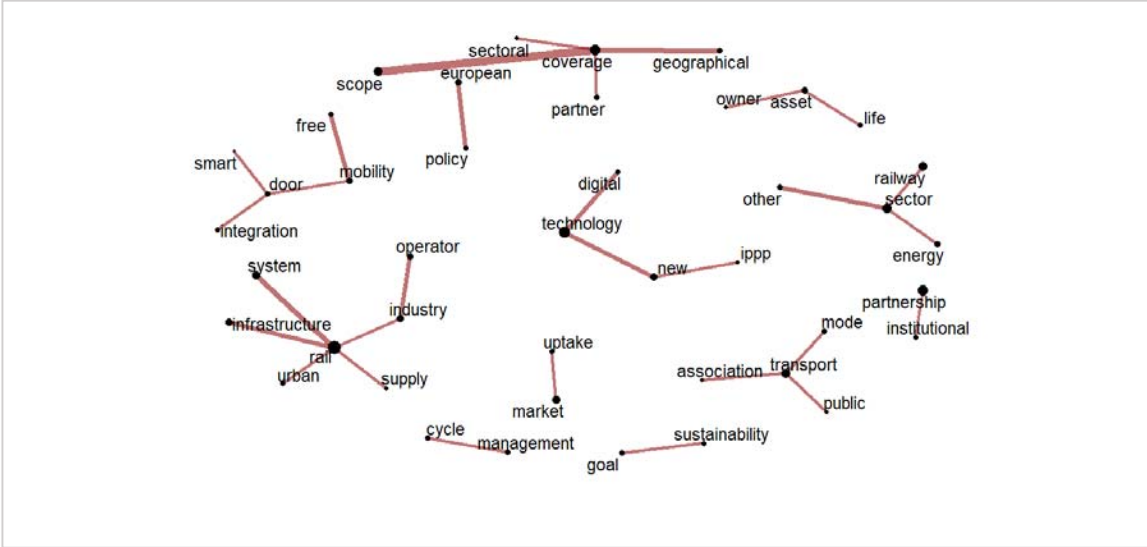 sectoral
coverage
geographical
scope
european
partner
owner
asset
life
free
policy
smart
door
mobility
digital
railway
other
sector
integration
technology
operator
energy
system
new
ippp
partnership
infrastructure
industry
mode
institutional
rail
uptake
urban
supply
association
transport
market
public
cycle
management
sustainability
goal